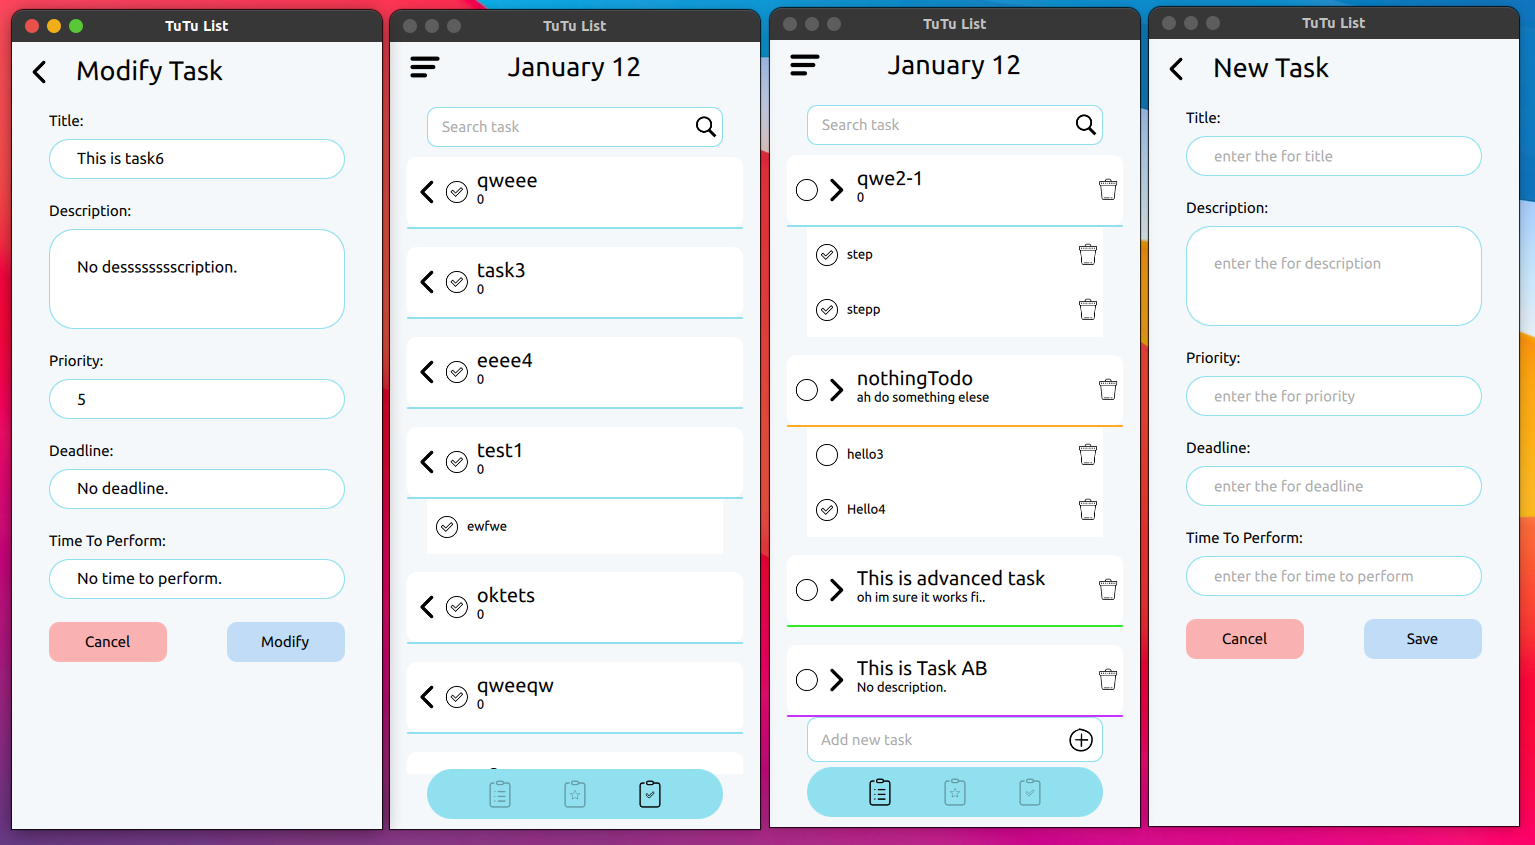 TuTu List
Modify Task
Title:
This is task6
Description:
No dessssssssscription.
Priority:
5
Deadline:
No deadline.
Time To Perform:
No time to perform.
Cancel
Modify
TuTu List
January 12
Search task
qweee
0
task3
0
eeee4
0
test1
0
ewfwe
oktets
0
qweeqw
0
TuTu List
January 12
Search task
qwe2-1
0
step
stepp
nothingTodo
ah do something elese
hello3
Hello4
This is advanced task
oh im sure it works fi..
This is Task AB
No description.
Add new task
TuTu List
New Task
Title:
enter the for title
Description:
enter the for description
Priority:
enter the for priority
Deadline:
enter the for deadline
Time To Perform:
enter the for time to perform
Cancel
Save